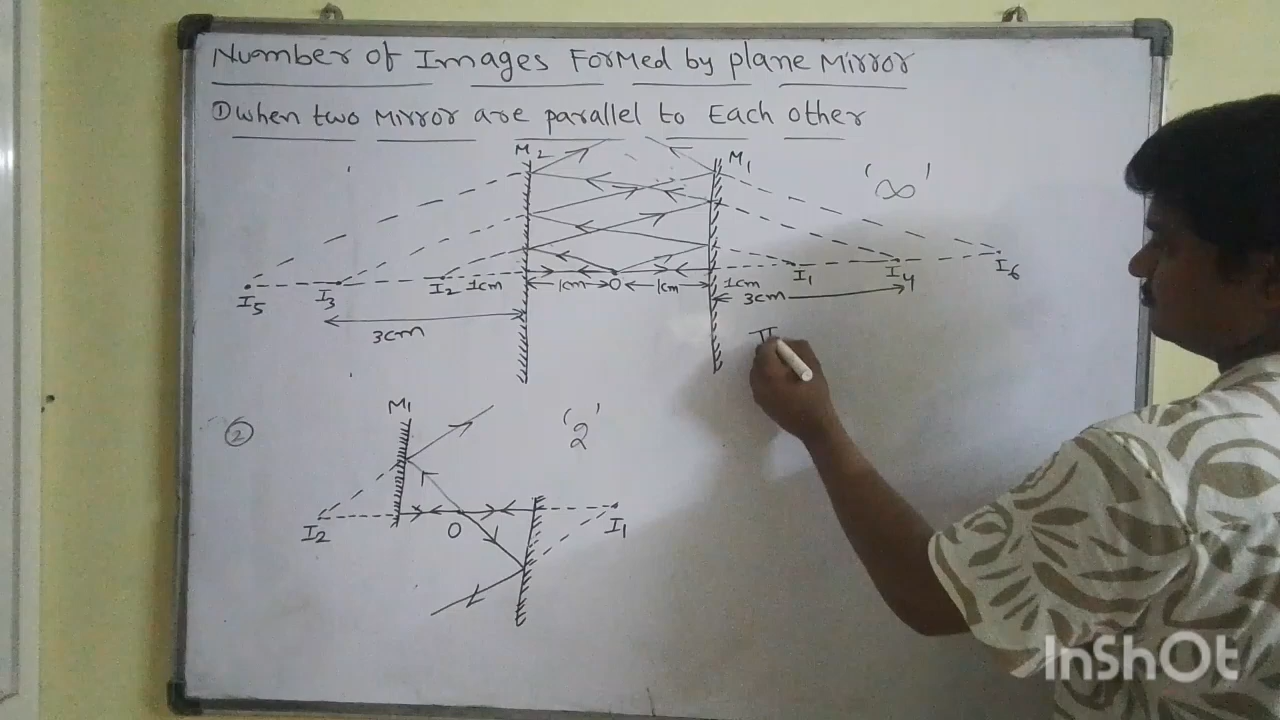 Number of Images Formed by plane Mirror
① when two Mirror are parallel to Each other
M2
M1
'∞'
I5
I3
I2
1cm
1cm
O
1cm
1cm
I1
I4
I6
3cm
3cm
II
②
M1
'2'
I2
O
I1
InShOt